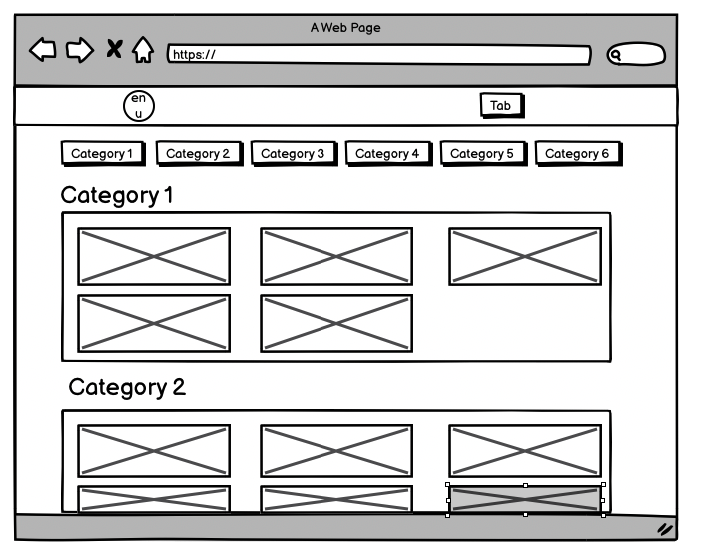 A Web Page
https://
en
u
Tab
Category 1 Category 2 Category 3 Category 4 Category 5 Category 6
Category 1
Category 2